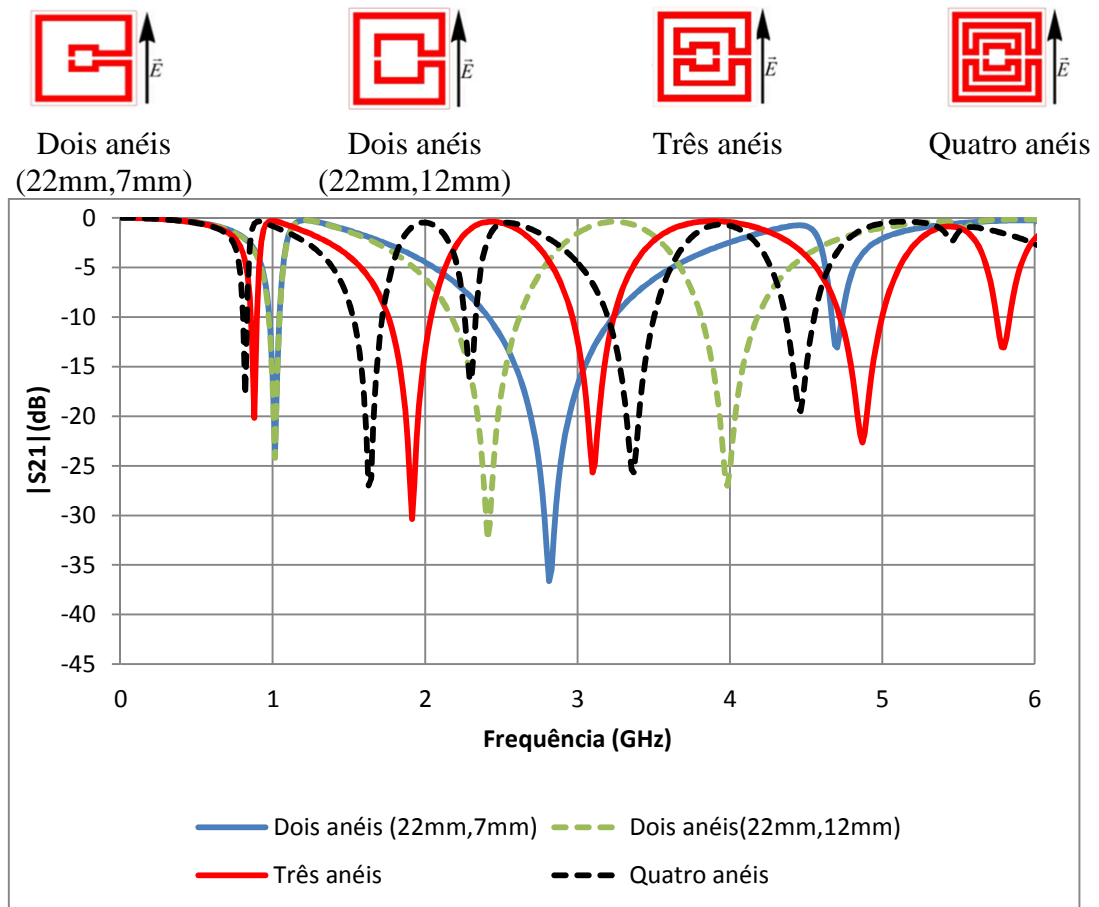 E
E
E
E
Dois anéis
(22mm,7mm)
Dois anéis
(22mm,12mm)
Três anéis
Quatro anéis
0
-5
-10
-15
-20
-25
-30
-35
-40
-45
|S21|(dB)
0 1 2 3 4 5 6
Frequência (GHz)
Dois anéis (22mm,7mm)
Dois anéis(22mm,12mm)
Três anéis
Quatro anéis